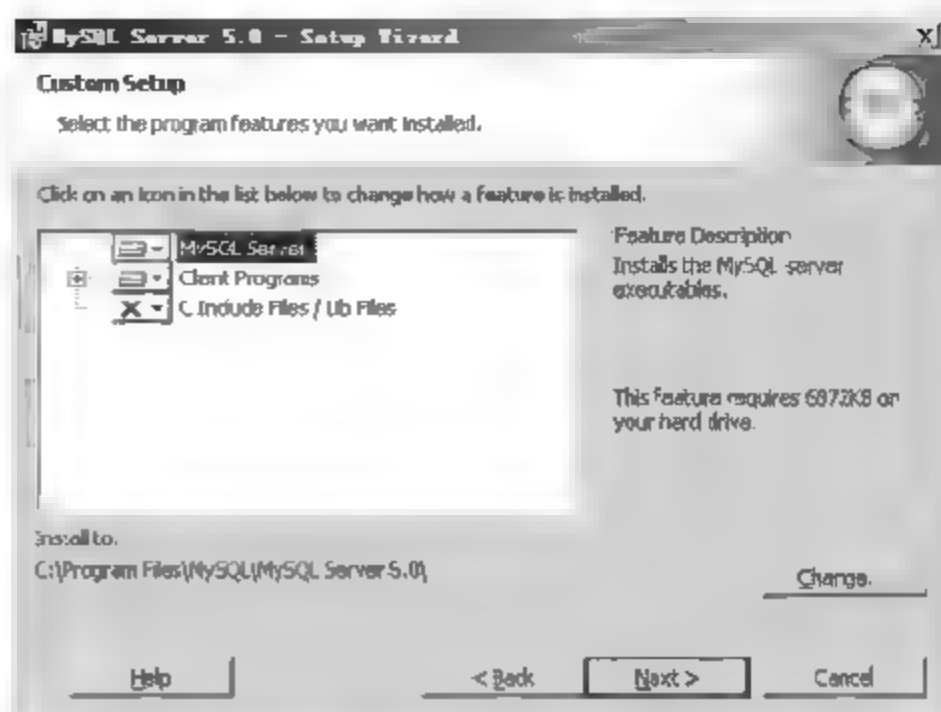 MySQL Server 5.0 - Setup Wizard
Custom Setup
Select the program features you want installed.
Click on an icon in the list below to change how a feature is installed.
MySQL Server
Client Programs
C Include Files / Lib Files
Feature Description
Installs the MySQL server
executables.
This feature requires on
your hard drive.
Install to:
C:\Program Files\MySQL\MySQL Server 5.0\
Change.
Help
< Back
Next >
Cancel